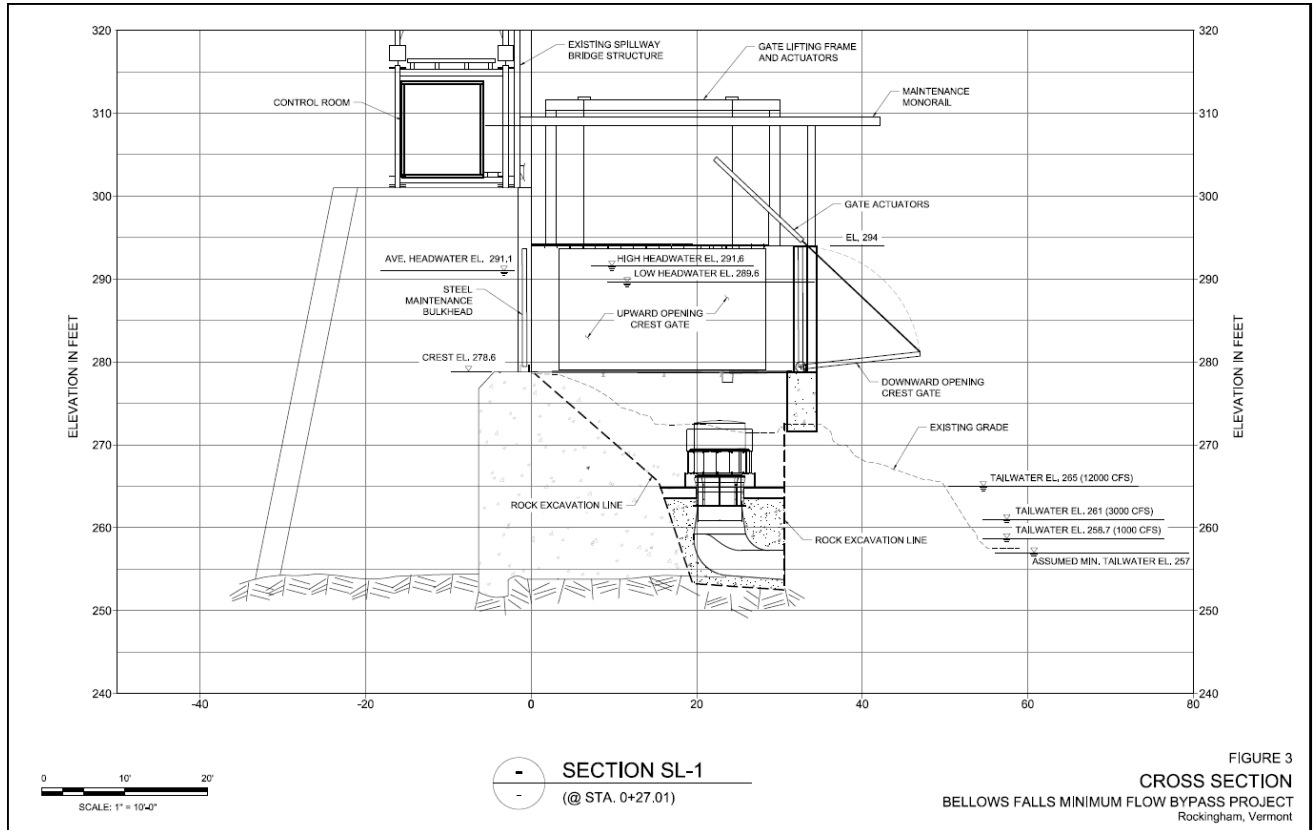 320
310
300
290
280
270
260
250
240
ELEVATION IN FEET
EXISTING SPILLWAY
BRIDGE STRUCTURE
GATE LIFTING FRAME
AND ACTUATORS
CONTROL ROOM
MAINTENANCE
MONORAIL
GATE ACTUATORS
EL. 294
AVE. HEADWATER EL. 291.1
HIGH HEADWATER EL. 291.6
LOW HEADWATER EL. 289.6
STEEL
MAINTENANCE
BULKHEAD
UPWARD OPENING
CREST GATE
CREST EL. 278.6
DOWNWARD OPENING
CREST GATE
EXISTING GRADE
TAILWATER EL. 265 (12000 CFS)
ROCK EXCAVATION LINE
TAILWATER EL. 261 (3000 CFS)
TAILWATER EL. 258.7 (1000 CFS)
ROCK EXCAVATION LINE
ASSUMED MIN. TAILWATER EL. 257
320
310
300
290
280
270
260
250
240
ELEVATION IN FEET
-40
-20
0
20
40
60
80
0 10' 20'
SCALE: 1" = 10'-0"
-
-
SECTION SL-1
(@ STA. 0+27.01)
FIGURE 3
CROSS SECTION
BELLOWS FALLS MINIMUM FLOW BYPASS PROJECT
Rockingham, Vermont